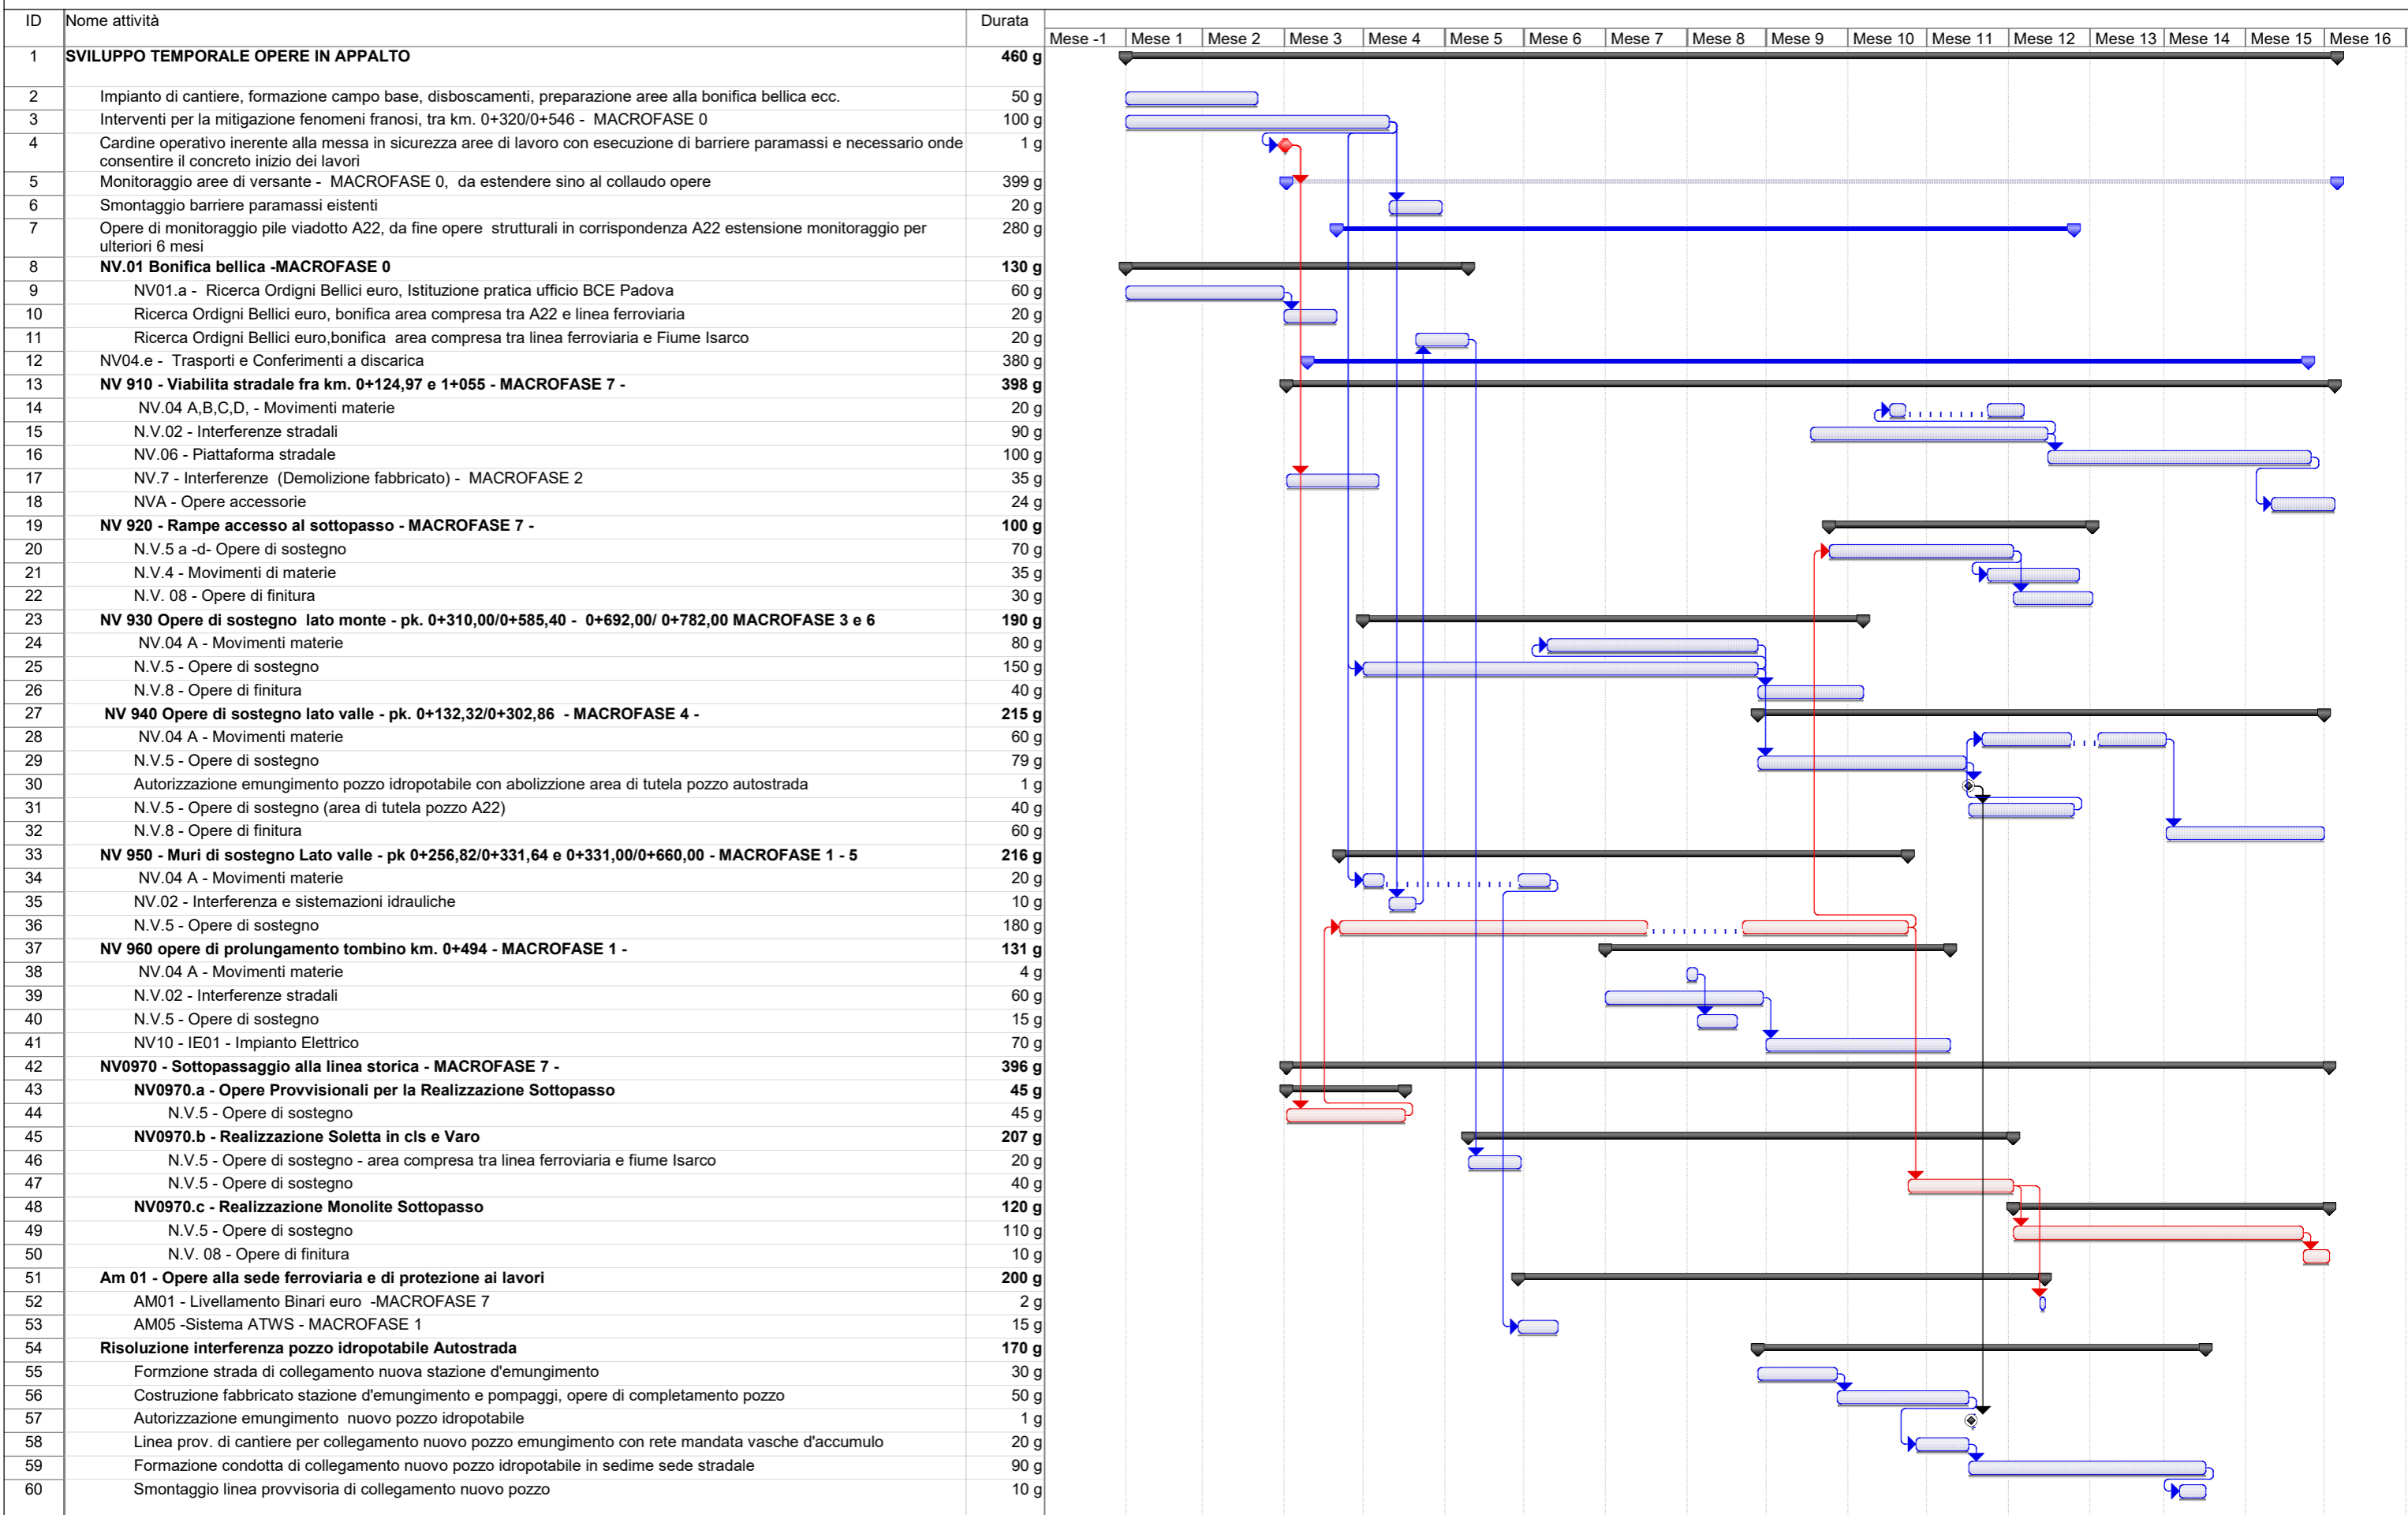 ID Nome attività Durata
Mese -1 Mese 1 Mese 2 Mese 3 Mese 4 Mese 5 Mese 6 Mese 7 Mese 8 Mese 9 Mese 10 Mese 11 Mese 12 Mese 13 Mese 14 Mese 15 Mese 16
1 SVILUPPO TEMPORALE OPERE IN APPALTO 460 g
2 Impianto di cantiere, formazione campo base, disboscamenti, preparazione aree alla bonifica bellica ecc. 50 g
3 Interventi per la mitigazione fenomeni franosi, tra km. 0+320/0+546 - MACROFASE 0 100 g
4 Cardine operativo inerente alla messa in sicurezza aree di lavoro con esecuzione di barriere paramassi e necessario onde 1 g
consentire il concreto inizio dei lavori
5 Monitoraggio aree di versante - MACROFASE 0, da estendere sino al collaudo opere 399 g
6 Smontaggio barriere paramassi eistenti 20 g
7 Opere di monitoraggio pile viadotto A22, da fine opere strutturali in corrispondenza A22 estensione monitoraggio per 280 g
ulteriori 6 mesi
8 NV.01 Bonifica bellica -MACROFASE 0 130 g
9 NV01.a - Ricerca Ordigni Bellici euro, Istituzione pratica ufficio BCE Padova 60 g
10 Ricerca Ordigni Bellici euro, bonifica area compresa tra A22 e linea ferroviaria 20 g
11 Ricerca Ordigni Bellici euro,bonifica area compresa tra linea ferroviaria e Fiume Isarco 20 g
12 NV04.e - Trasporti e Conferimenti a discarica 380 g
13 NV 910 - Viabilita stradale fra km. 0+124,97 e 1+055 - MACROFASE 7 - 398 g
14 NV.04 A,B,C,D, - Movimenti materie 20 g
15 N.V.02 - Interferenze stradali 90 g
16 NV.06 - Piattaforma stradale 100 g
17 NV.7 - Interferenze (Demolizione fabbricato) - MACROFASE 2 35 g
18 NVA - Opere accessorie 24 g
19 NV 920 - Rampe accesso al sottopasso - MACROFASE 7 - 100 g
20 N.V.5 a -d- Opere di sostegno 70 g
21 N.V.4 - Movimenti di materie 35 g
22 N.V. 08 - Opere di finitura 30 g
23 NV 930 Opere di sostegno lato monte - pk. 0+310,00/0+585,40 - 0+692,00/ 0+782,00 MACROFASE 3 e 6 190 g
24 NV.04 A - Movimenti materie 80 g
25 N.V.5 - Opere di sostegno 150 g
26 N.V.8 - Opere di finitura 40 g
27 NV 940 Opere di sostegno lato valle - pk. 0+132,32/0+302,86 - MACROFASE 4 - 215 g
28 NV.04 A - Movimenti materie 60 g
29 N.V.5 - Opere di sostegno 79 g
30 Autorizzazione emungimento pozzo idropotabile con abolizzione area di tutela pozzo autostrada 1 g
31 N.V.5 - Opere di sostegno (area di tutela pozzo A22) 40 g
32 N.V.8 - Opere di finitura 60 g
33 NV 950 - Muri di sostegno Lato valle - pk 0+256,82/0+331,64 e 0+331,00/0+660,00 - MACROFASE 1 - 5 216 g
34 NV.04 A - Movimenti materie 20 g
35 NV.02 - Interferenza e sistemazioni idrauliche 10 g
36 N.V.5 - Opere di sostegno 180 g
37 NV 960 opere di prolungamento tombino km. 0+494 - MACROFASE 1 - 131 g
38 NV.04 A - Movimenti materie 4 g
39 N.V.02 - Interferenze stradali 60 g
40 N.V.5 - Opere di sostegno 15 g
41 NV10 - IE01 - Impianto Elettrico 70 g
42 NV0970 - Sottopassaggio alla linea storica - MACROFASE 7 - 396 g
43 NV0970.a - Opere Provvisionali per la Realizzazione Sottopasso 45 g
44 N.V.5 - Opere di sostegno 45 g
45 NV0970.b - Realizzazione Soletta in cls e Varo 207 g
46 N.V.5 - Opere di sostegno - area compresa tra linea ferroviaria e fiume Isarco 20 g
47 N.V.5 - Opere di sostegno 40 g
48 NV0970.c - Realizzazione Monolite Sottopasso 120 g
49 N.V.5 - Opere di sostegno 110 g
50 N.V. 08 - Opere di finitura 10 g
51 Am 01 - Opere alla sede ferroviaria e di protezione ai lavori 200 g
52 AM01 - Livellamento Binari euro -MACROFASE 7 2 g
53 AM05 -Sistema ATWS - MACROFASE 1 15 g
54 Risoluzione interferenza pozzo idropotabile Autostrada 170 g
55 Formzione strada di collegamento nuova stazione d'emungimento 30 g
56 Costruzione fabbricato stazione d'emungimento e pompaggi, opere di completamento pozzo 50 g
57 Autorizzazione emungimento nuovo pozzo idropotabile 1 g
58 Linea prov. di cantiere per collegamento nuovo pozzo emungimento con rete mandata vasche d'accumulo 20 g
59 Formazione condotta di collegamento nuovo pozzo idropotabile in sedime sede stradale 90 g
60 Smontaggio linea provvisoria di collegamento nuovo pozzo 10 g